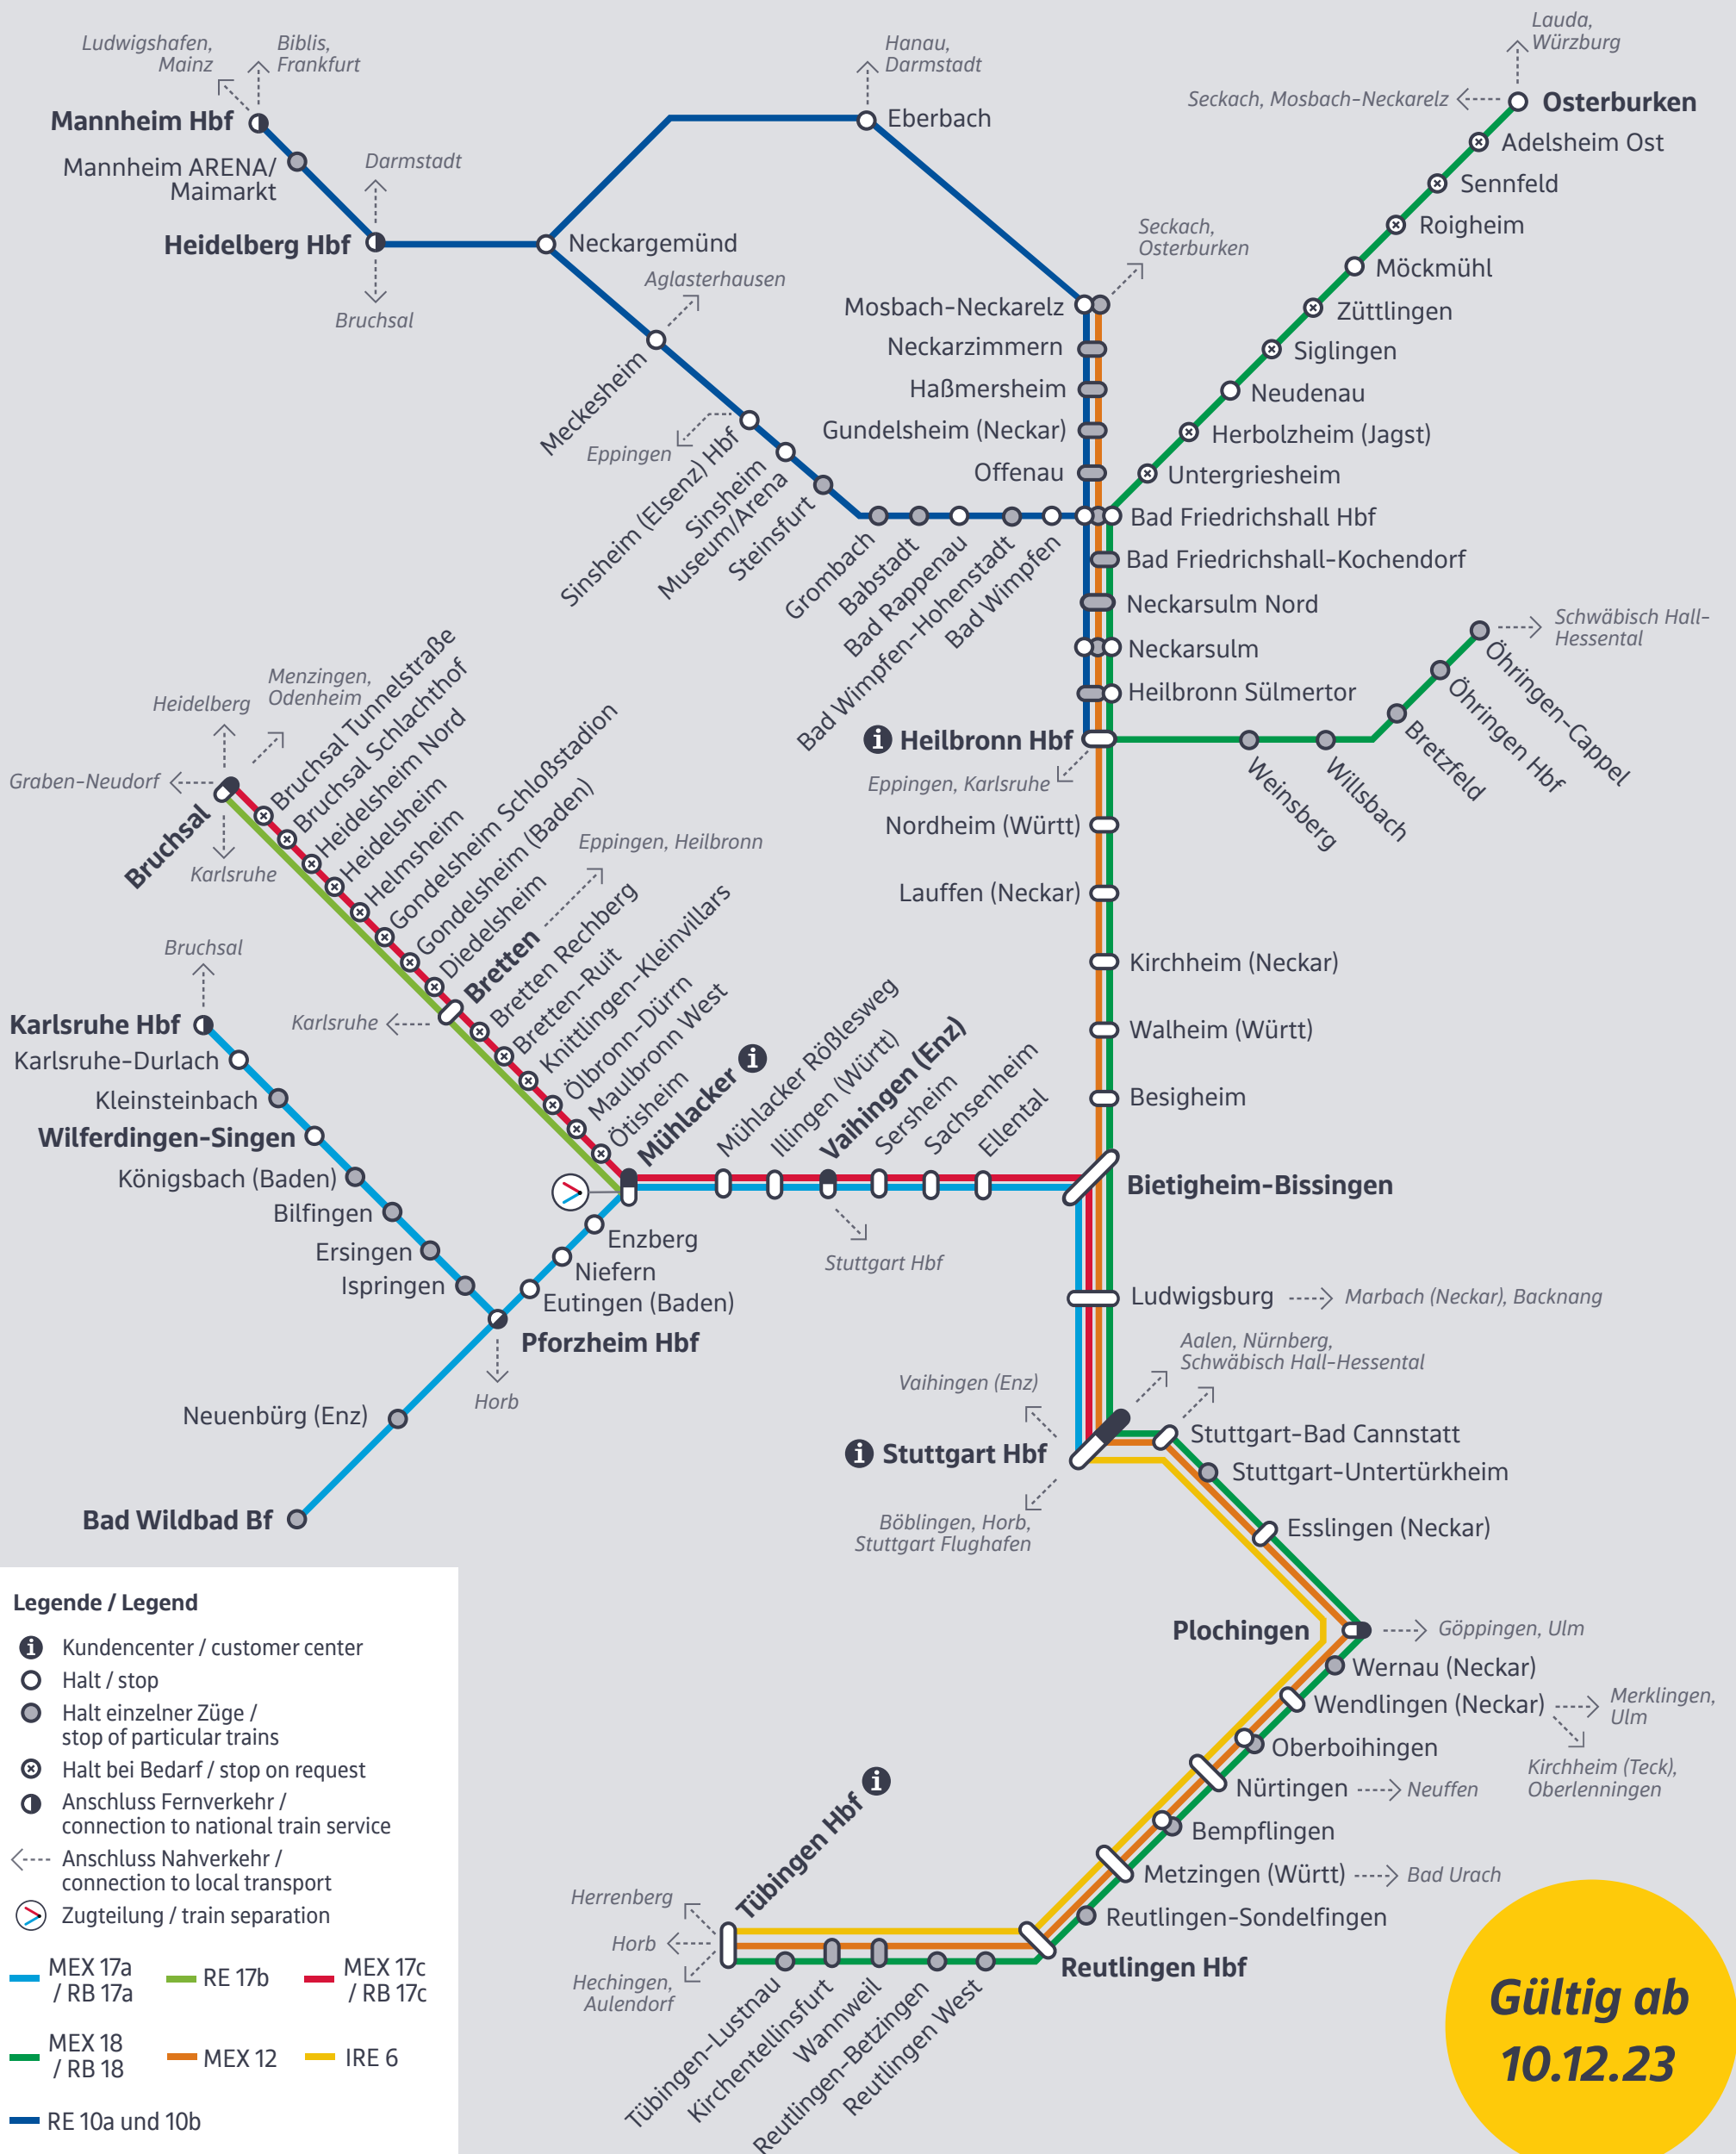 Ludwigshafen,
Mainz
Biblis,
Frankfurt
Mannheim Hbf
Mannheim ARENA/
Maimarkt
Darmstadt
Heidelberg Hbf
Bruchsal
Neckargemünd
Hanau,
Darmstadt
Eberbach
Lauda,
Würzburg
Seckach, Mosbach-Neckarelz
Osterburken
Adelsheim Ost
Sennfeld
Roigheim
Möckmühl
Züttlingen
Siglingen
Neudenau
Herbolzheim (Jagst)
Untergriesheim
Aglasterhausen
Meckesheim
Eppingen
Sinsheim (Elsenz) Hbf
Sinsheim
Museum/Arena
Steinsfurt
Grombach
Babstadt
Bad Rappenau
Bad Wimpfen-Hohenstadt
Bad Wimpfen
Seckach,
Osterburken
Mosbach-Neckarelz
Neckarzimmern
Haßmersheim
Gundelsheim (Neckar)
Offenau
Bad Friedrichshall Hbf
Bad Friedrichshall-Kochendorf
Neckarsulm Nord
Neckarsulm
Heilbronn Sülmertor
i Heilbronn Hbf
Eppingen, Karlsruhe
Schwäbisch Hall-
Hessental
Öhringen-Cappel
Öhringen Hbf
Bretzfeld
Willsbach
Weinsberg
Nordheim (Württ)
Lauffen (Neckar)
Kirchheim (Neckar)
Walheim (Württ)
Besigheim
Bietigheim-Bissingen
Heidelberg
Menzingen,
Odenheim
Graben-Neudorf
Bruchsal
Karlsruhe
Bruchsal Tunnelstraße
Bruchsal Schlachthof
Heidelsheim Nord
Heidelsheim
Helmsheim
Gondelsheim Schloßstadion
Gondelsheim (Baden)
Diedelsheim
Bretten
Eppingen, Heilbronn
Karlsruhe
Bretten Rechberg
Bretten-Ruit
Knittlingen-Kleinvillars
Ölbronn-Dürrn
Maulbronn West
Ötisheim
Mühlacker i
Mühlacker Rößlesweg
Illingen (Württ)
Vaihingen (Enz)
Sersheim
Sachsenheim
Ellental
Stuttgart Hbf
Bruchsal
Karlsruhe Hbf
Karlsruhe-Durlach
Kleinsteinbach
Wilferdingen-Singen
Königsbach (Baden)
Bilfingen
Ersingen
Ispringen
Enzberg
Niefern
Eutingen (Baden)
Pforzheim Hbf
Horb
Neuenbürg (Enz)
Bad Wildbad Bf
Ludwigsburg
Marbach (Neckar), Backnang
Aalen, Nürnberg,
Schwäbisch Hall-Hessental
Vaihingen (Enz)
i Stuttgart Hbf
Böblingen, Horb,
Stuttgart Flughafen
Stuttgart-Bad Cannstatt
Stuttgart-Untertürkheim
Esslingen (Neckar)
Plochingen
Göppingen, Ulm
Wernau (Neckar)
Wendlingen (Neckar)
Merklingen,
Ulm
Kirchheim (Teck),
Oberlenningen
Oberboihingen
Nürtingen
Neuffen
Bempflingen
Metzingen (Württ)
Bad Urach
Reutlingen-Sondelfingen
Reutlingen Hbf
Tübingen Hbf i
Herrenberg
Horb
Hechingen,
Aulendorf
Tübingen-Lustnau
Kirchentellinsfurt
Wannweil
Reutlingen-Betzingen
Reutlingen West
Legende / Legend
i Kundencenter / customer center
Halt / stop
Halt einzelner Züge /
stop of particular trains
Halt bei Bedarf / stop on request
Anschluss Fernverkehr /
connection to national train service
Anschluss Nahverkehr /
connection to local transport
Zugteilung / train separation
MEX 17a
/ RB 17a
RE 17b
MEX 17c
/ RB 17c
MEX 18
/ RB 18
MEX 12
IRE 6
RE 10a und 10b
Gültig ab
10.12.23